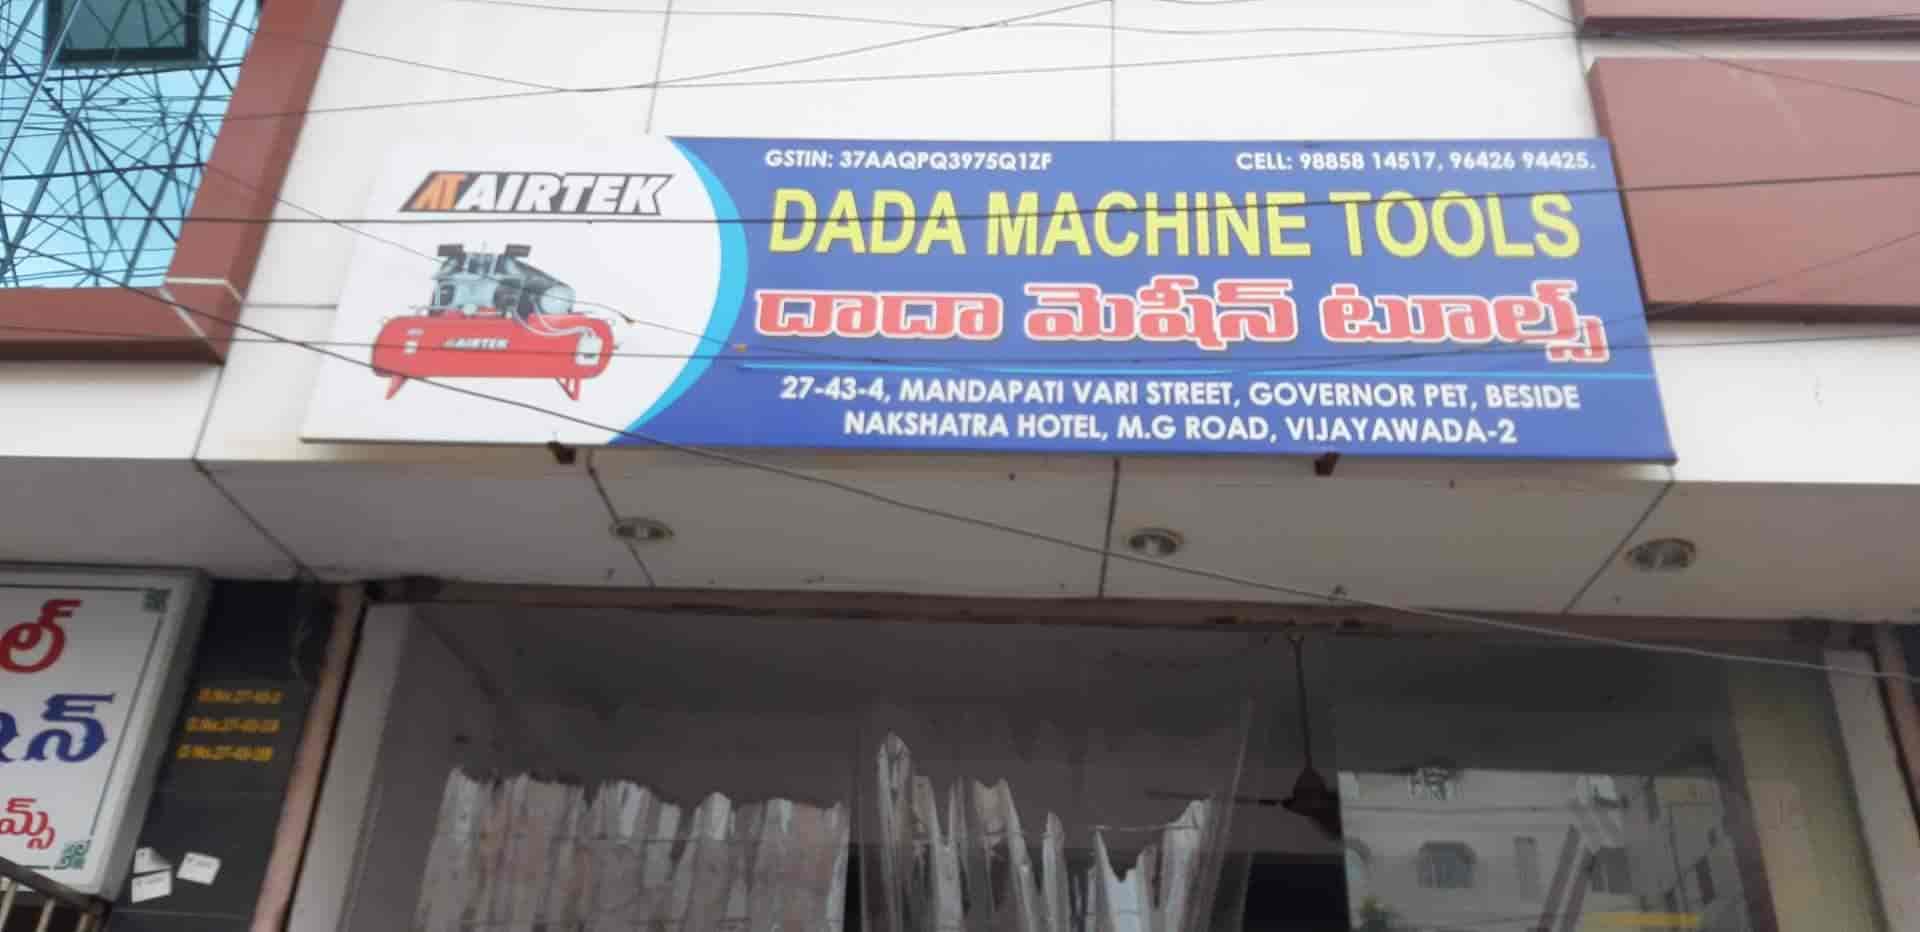 GSTIN: 37AAQPQ3975Q1ZF
CELL: 98858 14517, 96426 94425.
AT AIRTEK
DADA MACHINE TOOLS
దాదా మెషీన్ టూల్స్
AIRTEK
27-43-4, MANDAPATI VARI STREET, GOVERNOR PET, BESIDE
NAKSHATRA HOTEL, M.G ROAD, VIJAYAWADA-2